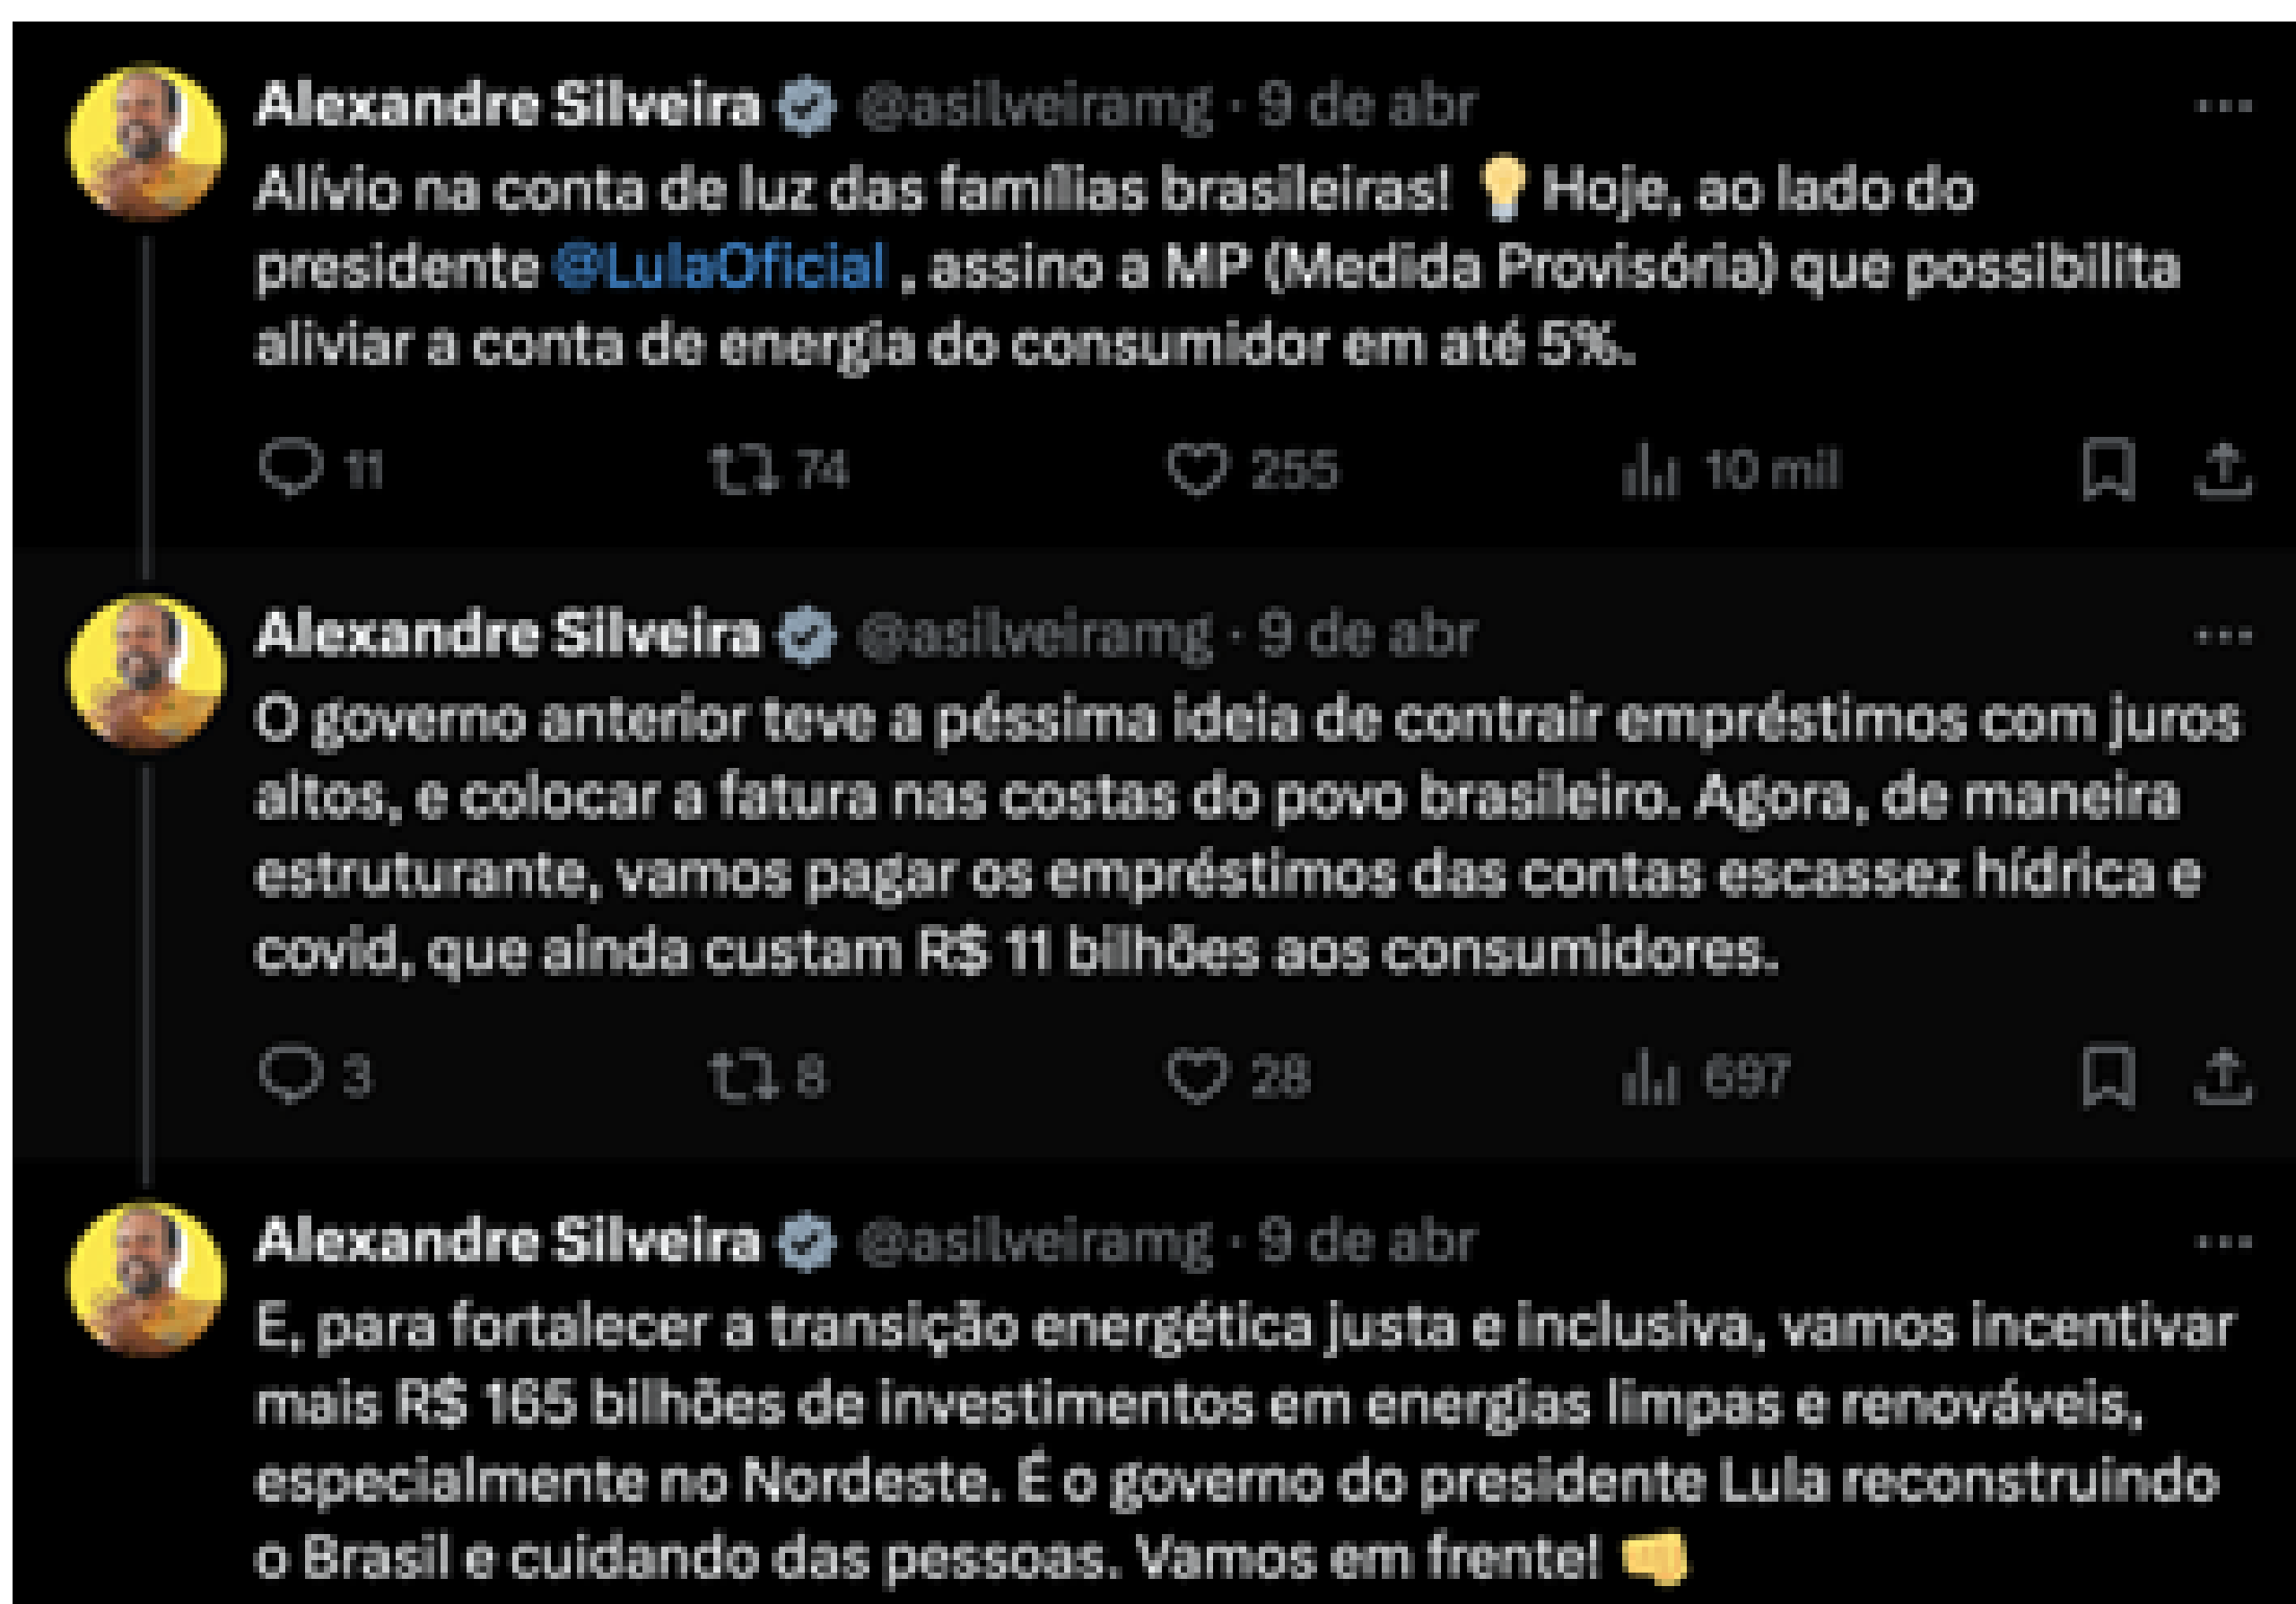 Alexandre Silveira @asilveiramg · 9 de abr
Alívio na conta de luz das famílias brasileiras! 💡Hoje, ao lado do
presidente @LulaOficial , assino a MP (Medida Provisória) que possibilita
aliviar a conta de energia do consumidor em até 5%.
11 74 255 10 mil
Alexandre Silveira @asilveiramg · 9 de abr
O governo anterior teve a péssima ideia de contrair empréstimos com juros
altos, e colocar a fatura nas costas do povo brasileiro. Agora, de maneira
estruturante, vamos pagar os empréstimos das contas escassez hídrica e
covid, que ainda custam R$ 11 bilhões aos consumidores.
3 8 28 697
Alexandre Silveira @asilveiramg · 9 de abr
E, para fortalecer a transição energética justa e inclusiva, vamos incentivar
mais R$ 165 bilhões de investimentos em energias limpas e renováveis,
especialmente no Nordeste. É o governo do presidente Lula reconstruindo
o Brasil e cuidando das pessoas. Vamos em frente! 👊